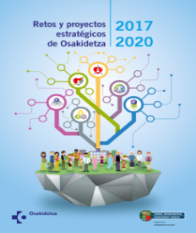 Retos y proyectos
estratégicos
de Osakidetza
2017
2020
Osakidetza